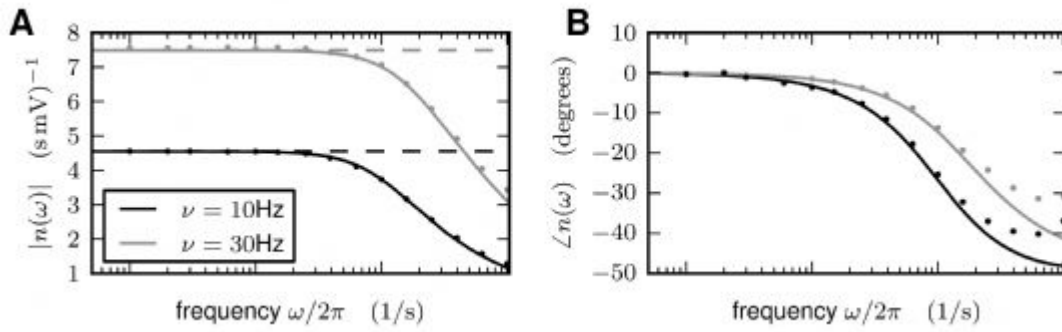 A
8
7
6
5
4
3
2
1
|n(ω)| (s mV)⁻¹
ν = 10Hz
ν = 30Hz
frequency ω/2π (1/s)
B
10
0
−10
−20
−30
−40
−50
∠n(ω) (degrees)
frequency ω/2π (1/s)